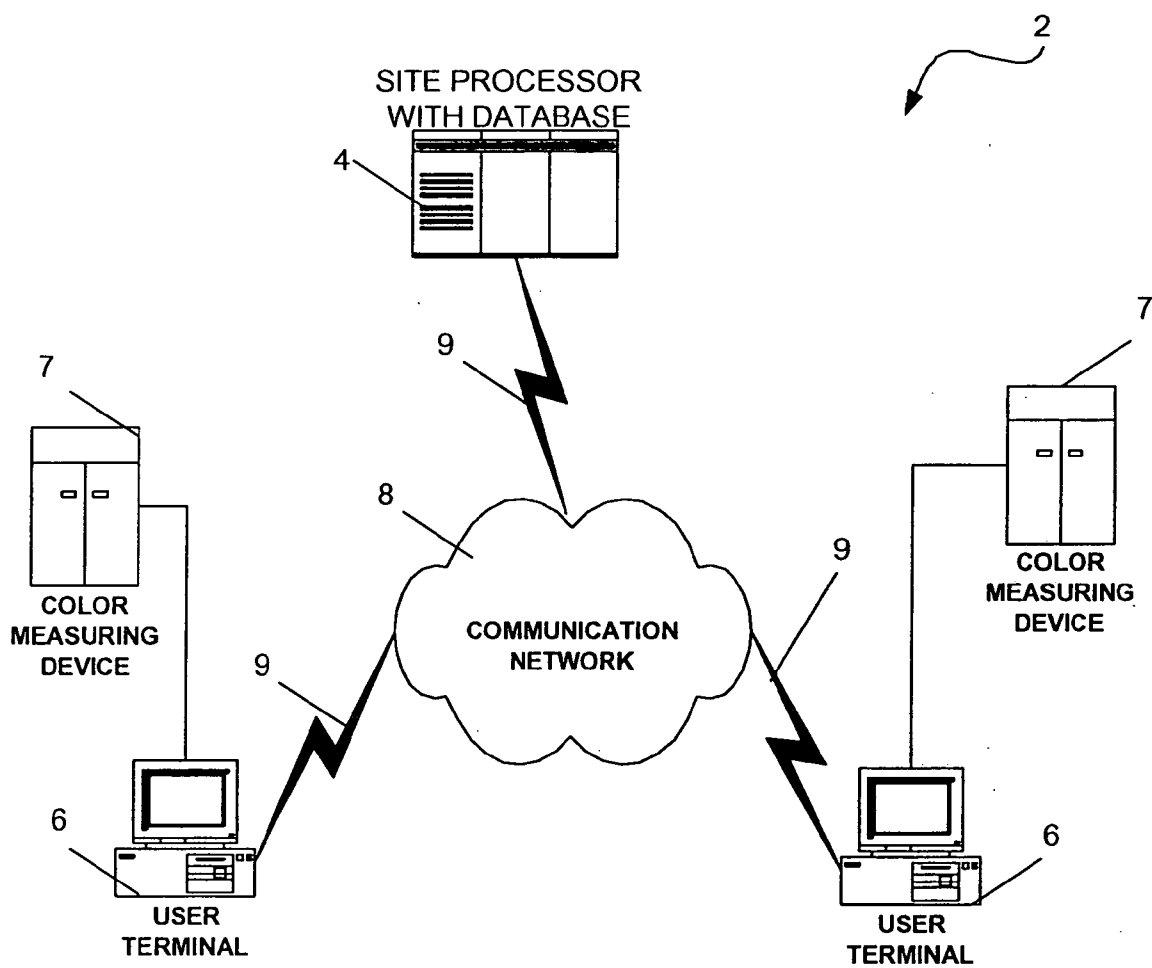 2
SITE PROCESSOR
WITH DATABASE
4
9
7
7
8
9
COLOR
MEASURING
DEVICE
COLOR
MEASURING
DEVICE
COMMUNICATION
NETWORK
9
6
6
USER
TERMINAL
USER
TERMINAL